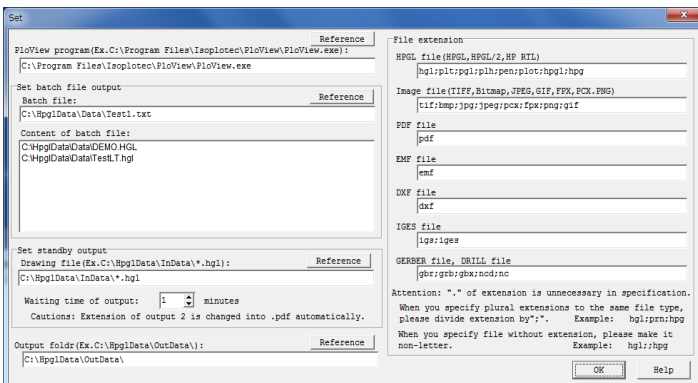 Set
Reference
PloView program(Ex.C:\Program Files\Isoplotec\PloView\PloView.exe):
C:\Program Files\Isoplotec\PloView\PloView.exe
Set batch file output
Reference
Batch file:
C:\HpglData\Data\Test1.txt
Content of batch file:
C:\HpglData\Data\DEMO.HGL
C:\HpglData\Data\TestLT.hgl
Set standby output
Reference
Drawing file(Ex.C:\HpglData\InData\*.hgl):
C:\HpglData\InData\*.hgl
Waiting time of output: 1 minutes
Cautions: Extension of output 2 is changed into .pdf automatically.
Reference
Output foldr(Ex.C:\HpglData\OutData\):
C:\HpglData\OutData\
File extension
HPGL file(HPGL,HPGL/2,HP RTL)
hgl;plt;pgl;plh;pen;plot;hpgl;hpg
Image file(TIFF,Bitmap,JPEG,GIF,FPX,PCX.PNG)
tif;bmp;jpg;jpeg;pcx;fpx;png;gif
PDF file
pdf
EMF file
emf
DXF file
dxf
IGES file
igs;iges
GERBER file, DRILL file
gbr;grb;gbx;ncd;nc
Attention: "." of extension is unnecessary in specification.
When you specify plural extensions to the same file type,
please divide extension by";". Example: hgl;prn;hpg
When you specify file without extension, please make it
non-letter. Example: hgl;;hpg
OK
Help